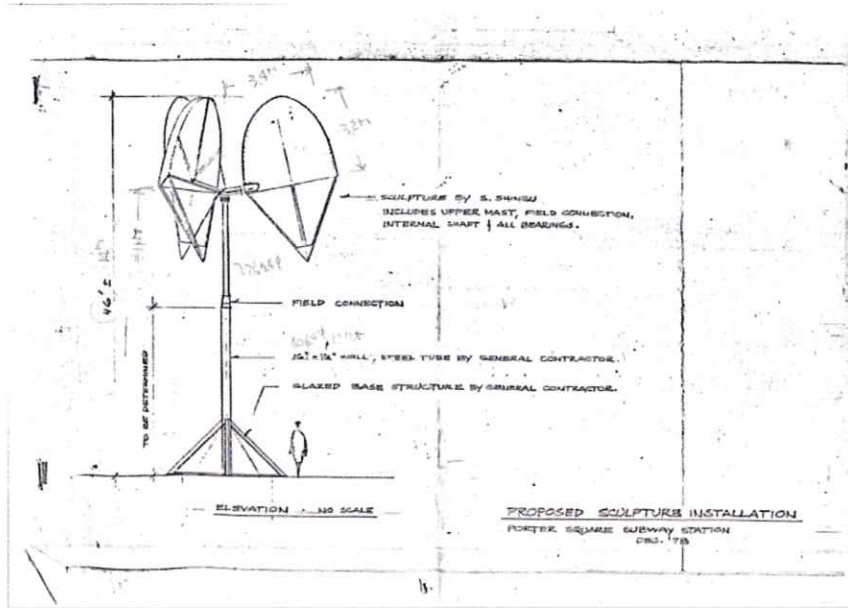 46' ±
TO BE DETERMINED
SCULPTURE BY S. SHINGU
INCLUDES UPPER MAST, FIELD CONNECTION,
INTERNAL SHAFT & ALL BEARINGS.
FIELD CONNECTION
WALL, STEEL TUBE BY GENERAL CONTRACTOR.
GLAZED BASE STRUCTURE BY GENERAL CONTRACTOR.
ELEVATION . NO SCALE
PROPOSED SCULPTURE INSTALLATION
PORTER SQUARE SUBWAY STATION
DEC. '78